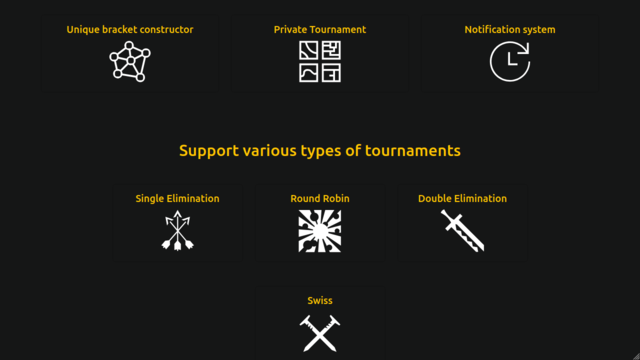 Unique bracket constructor
Private Tournament
Notification system
Support various types of tournaments
Single Elimination
Round Robin
Double Elimination
Swiss